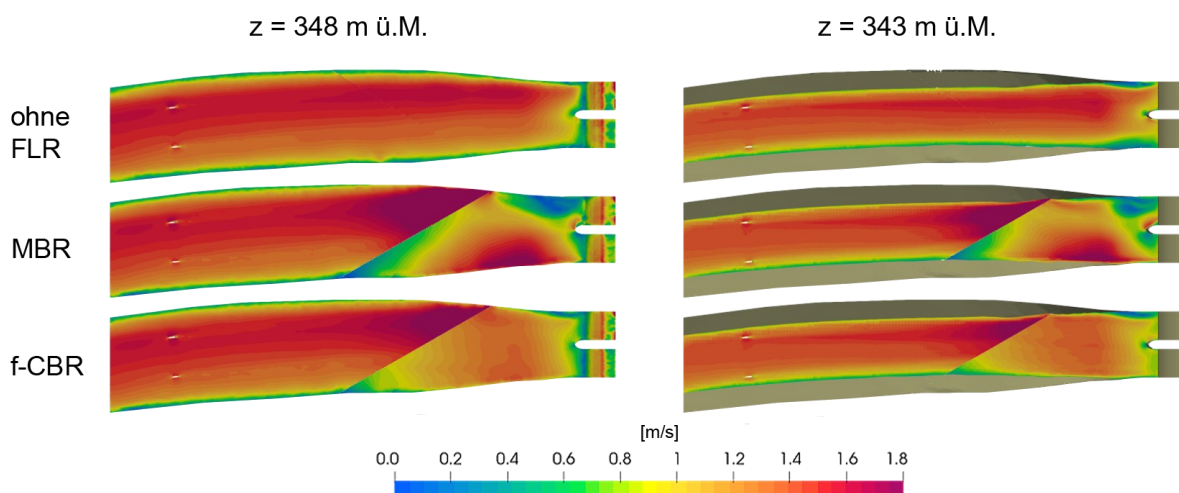 z = 348 m ü.M.
z = 343 m ü.M.
ohne
FLR
MBR
f-CBR
[m/s]
0.0 0.2 0.4 0.6 0.8 1 1.2 1.4 1.6 1.8